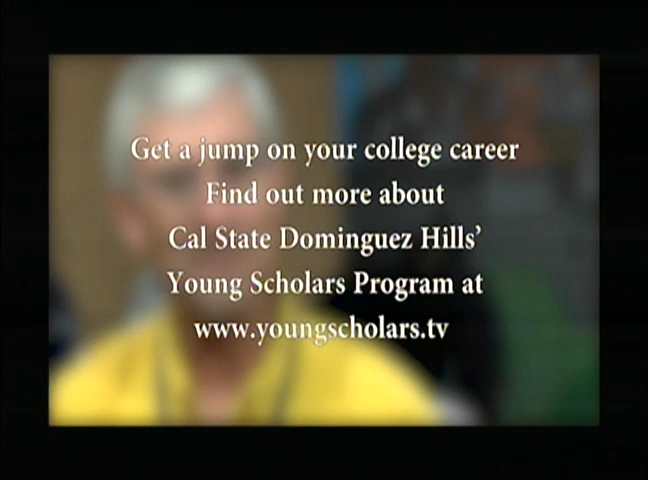 Get a jump on your college career
Find out more about
Cal State Dominguez Hills’
Young Scholars Program at
www.youngscholars.tv